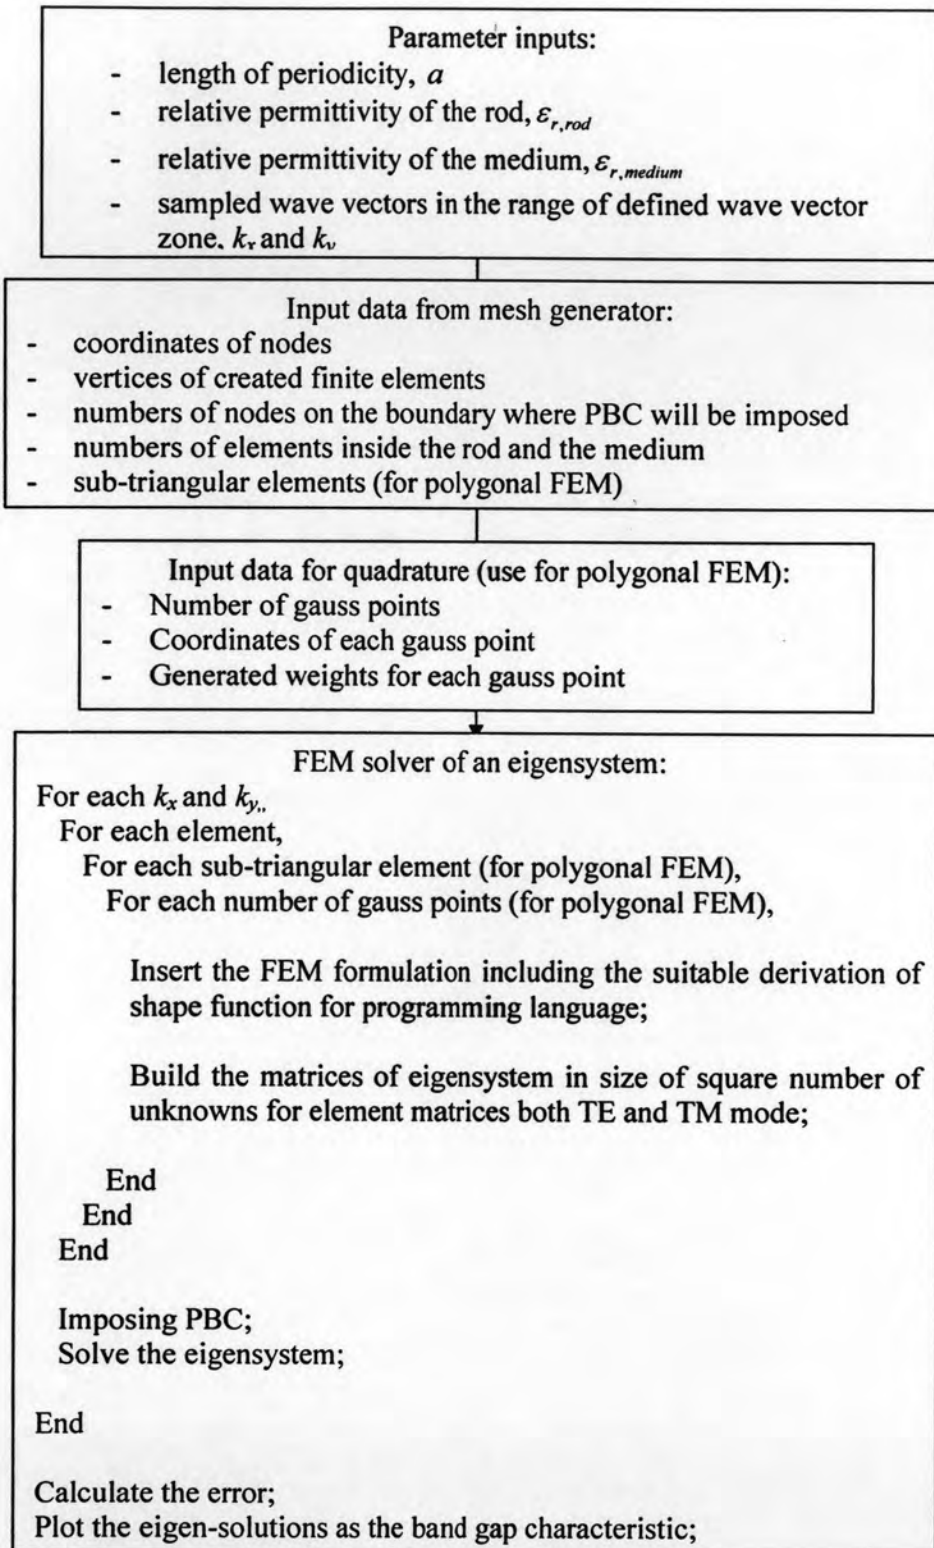 Parameter inputs:
- length of periodicity, a
- relative permittivity of the rod, εr,rod
- relative permittivity of the medium, εr,medium
- sampled wave vectors in the range of defined wave vector
zone, kx and ky
Input data from mesh generator:
- coordinates of nodes
- vertices of created finite elements
- numbers of nodes on the boundary where PBC will be imposed
- numbers of elements inside the rod and the medium
- sub-triangular elements (for polygonal FEM)
Input data for quadrature (use for polygonal FEM):
- Number of gauss points
- Coordinates of each gauss point
- Generated weights for each gauss point
FEM solver of an eigensystem:
For each kx and ky,,
For each element,
For each sub-triangular element (for polygonal FEM),
For each number of gauss points (for polygonal FEM),
Insert the FEM formulation including the suitable derivation of
shape function for programming language;
Build the matrices of eigensystem in size of square number of
unknowns for element matrices both TE and TM mode;
End
End
End
Imposing PBC;
Solve the eigensystem;
End
Calculate the error;
Plot the eigen-solutions as the band gap characteristic;